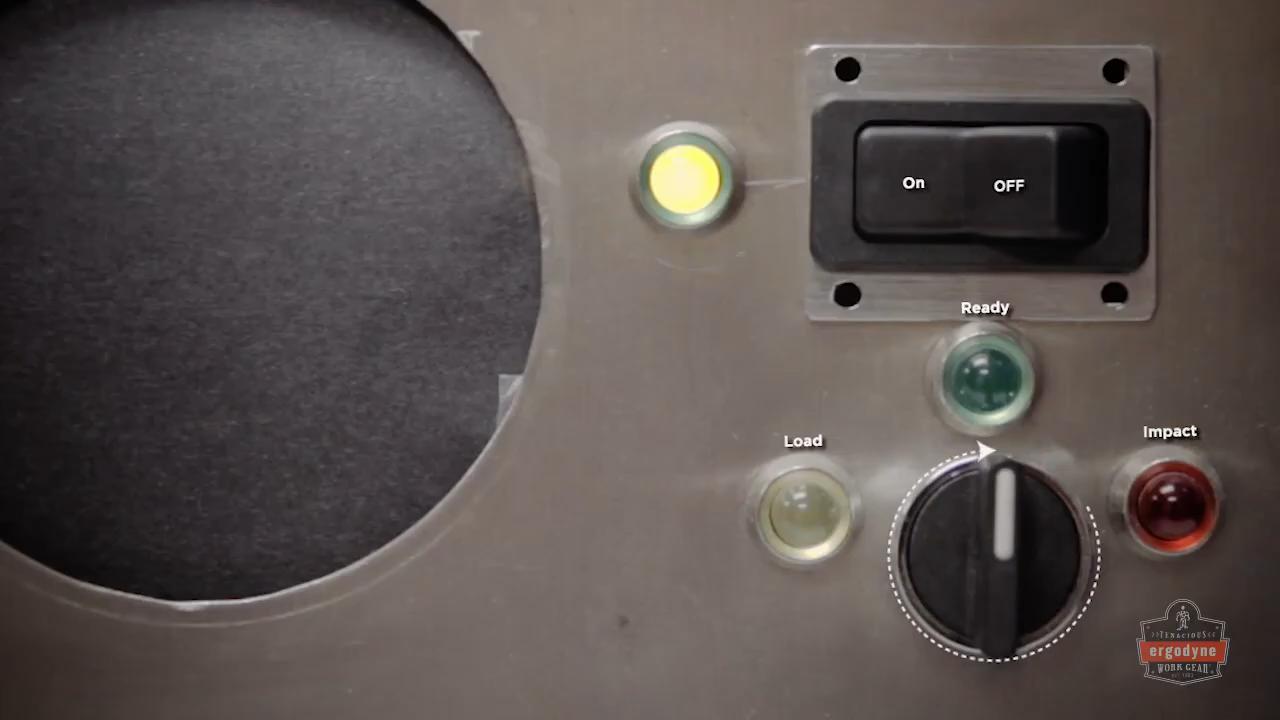 On
OFF
Ready
Load
Impact
TENACIOUS
ergodyne
WORK GEAR